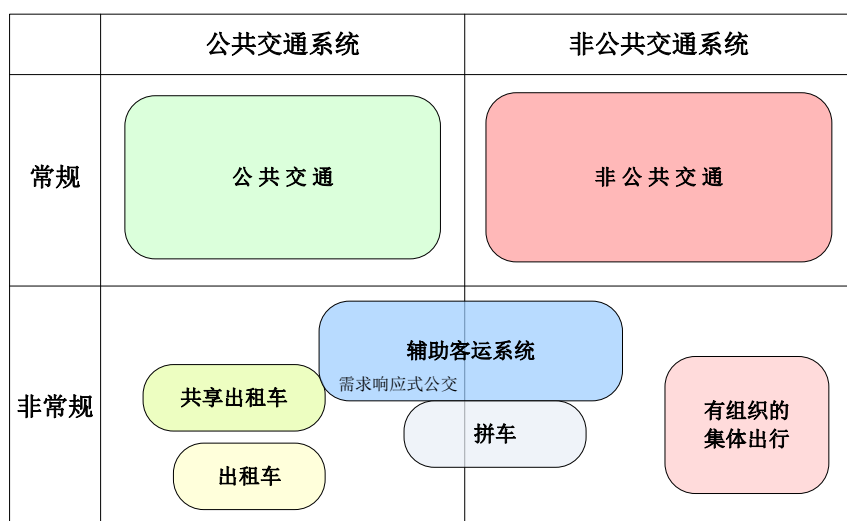 公共交通系统
非公共交通系统
常规
公共交通
非公共交通
非常规
辅助客运系统
需求响应式公交
共享出租车
拼车
出租车
有组织的
集体出行